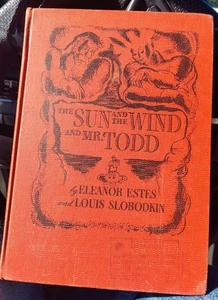 THE SUN AND THE WIND
AND MR. TODD
by ELEANOR ESTES
and LOUIS SLOBODKIN